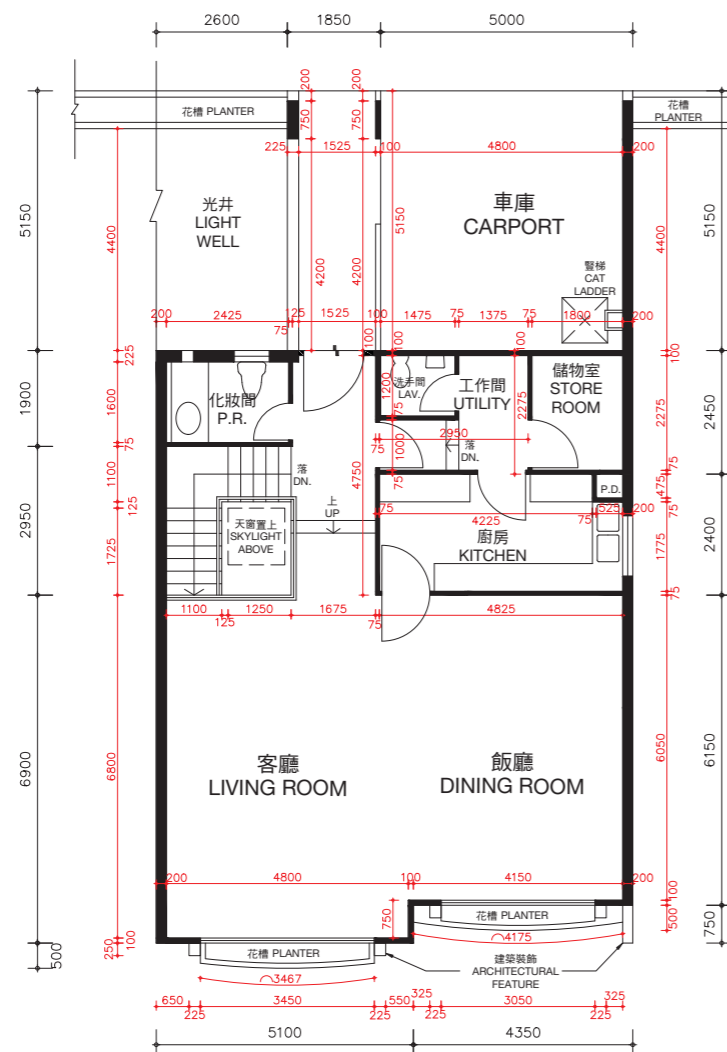 2600
1850
5000
200
200
花槽 PLANTER
花槽
PLANTER
750
750
225
1525
100
4800
200
光井
LIGHT
WELL
車庫
CARPORT
5150
4400
5150
4400
5150
4200
4200
豎梯
CAT
LADDER
200
2425
125
1525
100
1475
75
1375
75
1800
200
75
225
100
100
100
100
1900
1600
化妝間
P.R.
洗手間
LAV.
1200
工作間
UTILITY
儲物室
STORE
ROOM
2275
2275
2450
75
75
2950
75
1000
落
DN.
落
DN.
1100
4750
75
75
475
P.D.
2950
125
上
UP
75
4225
75
525
200
75
天窗置上
SKYLIGHT
ABOVE
廚房
KITCHEN
1725
1775
2400
75
1100
1250
1675
4825
125
75
6900
6800
客廳
LIVING ROOM
飯廳
DINING ROOM
6050
6150
200
4800
100
4150
200
750
100
花槽 PLANTER
500
750
4175
100
250
500
花槽 PLANTER
建築裝飾
ARCHITECTURAL
FEATURE
3467
650
3450
550
325
3050
325
225
225
225
225
5100
4350